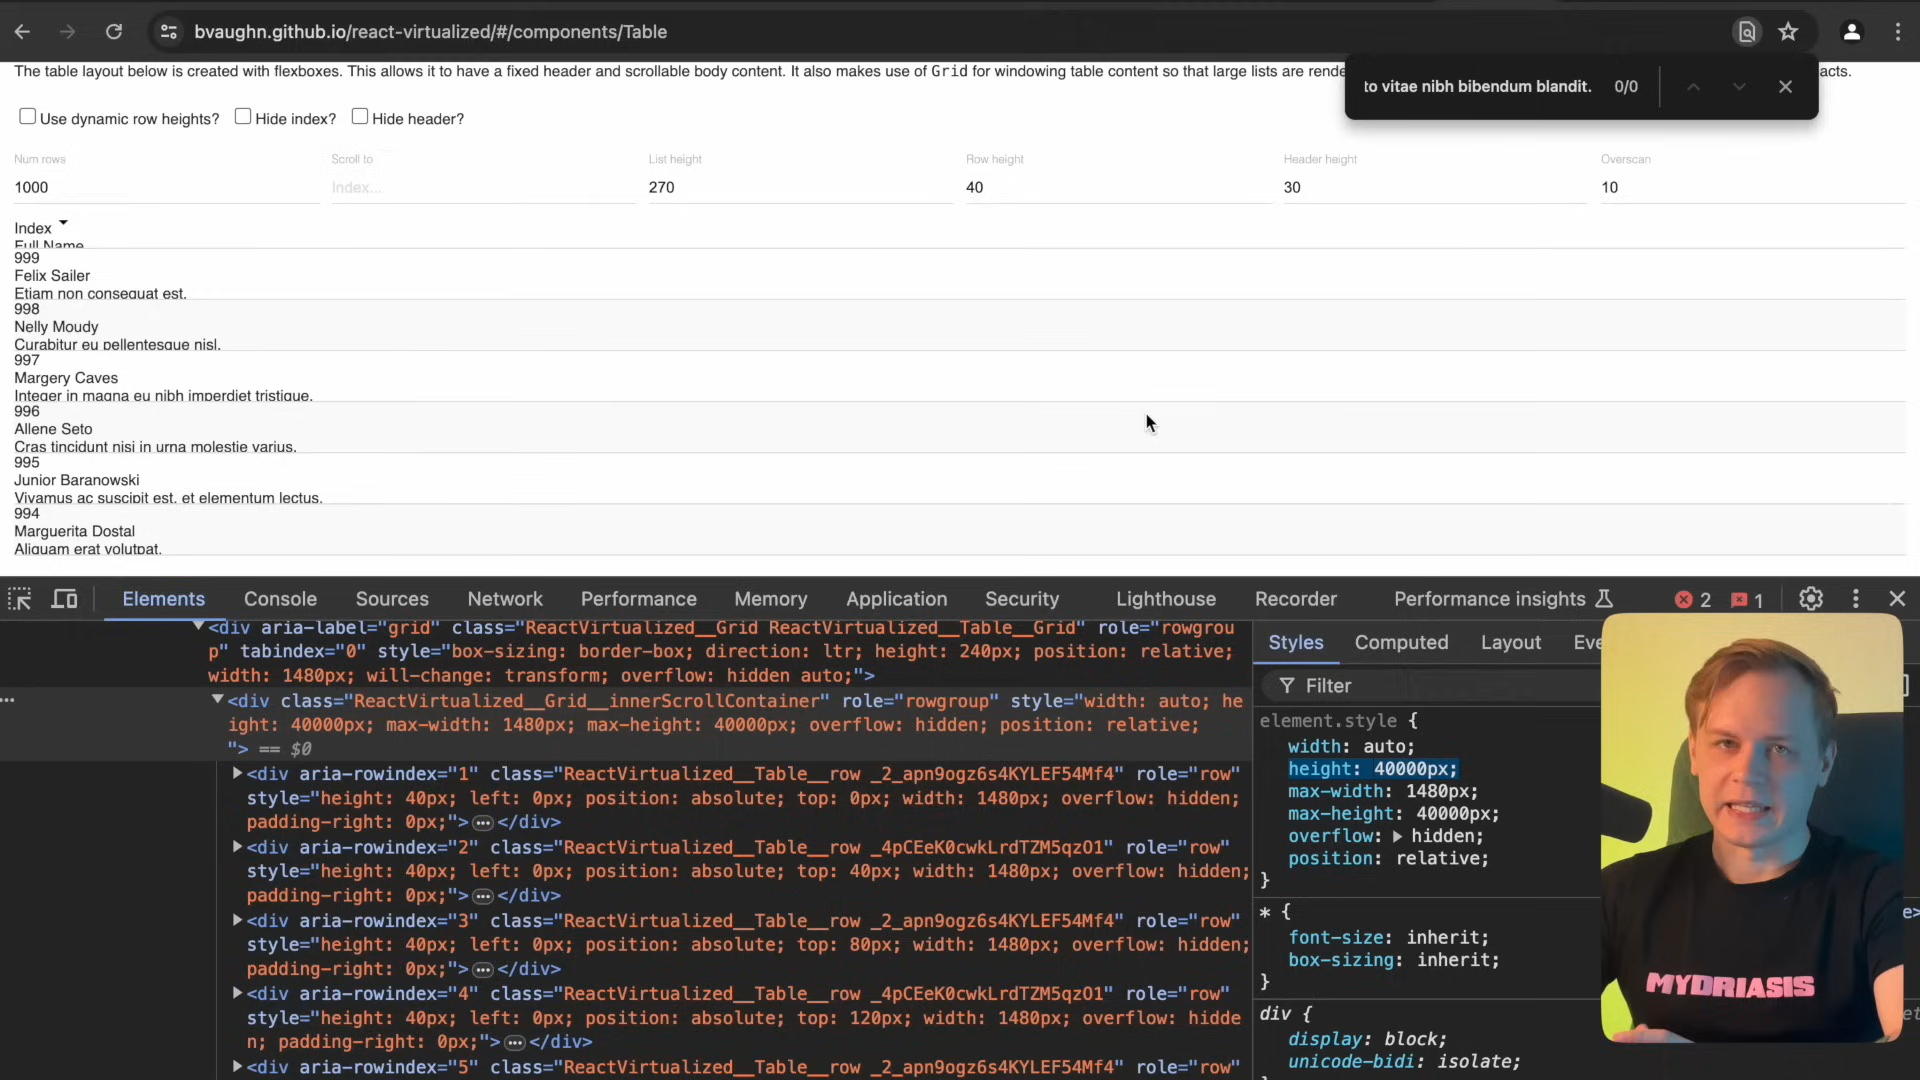 bvaughn.github.io/react-virtualized/#/components/Table
The table layout below is created with flexboxes. This allows it to have a fixed header and scrollable body content. It also makes use of Grid for windowing table content so that large lists are rende
acts.
to vitae nibh bibendum blandit. 0/0
Use dynamic row heights? Hide index? Hide header?
Num rows Scroll to List height Row height Header height Overscan
1000 Index... 270 40 30 10
Index
Full Name
999
Felix Sailer
Etiam non consequat est.
998
Nelly Moudy
Curabitur eu pellentesque nisl.
997
Margery Caves
Integer in magna eu nibh imperdiet tristique.
996
Allene Seto
Cras tincidunt nisi in urna molestie varius.
995
Junior Baranowski
Vivamus ac suscipit est, et elementum lectus.
994
Marguerita Dostal
Aliquam erat volutpat.
Elements Console Sources Network Performance Memory Application Security Lighthouse Recorder Performance insights 2 1
<div aria-label="grid" class="ReactVirtualized__Grid ReactVirtualized__Table__Grid" role="rowgrou
p" tabindex="0" style="box-sizing: border-box; direction: ltr; height: 240px; position: relative;
width: 1480px; will-change: transform; overflow: hidden auto;">
<div class="ReactVirtualized__Grid__innerScrollContainer" role="rowgroup" style="width: auto; he
ight: 40000px; max-width: 1480px; max-height: 40000px; overflow: hidden; position: relative;
"> == $0
<div aria-rowindex="1" class="ReactVirtualized__Table__row _2_apn9ogz6s4KYLEF54Mf4" role="row"
style="height: 40px; left: 0px; position: absolute; top: 0px; width: 1480px; overflow: hidden;
padding-right: 0px;">…</div>
<div aria-rowindex="2" class="ReactVirtualized__Table__row _4pCEeK0cwkLrdTZM5qzO1" role="row"
style="height: 40px; left: 0px; position: absolute; top: 40px; width: 1480px; overflow: hidden;
padding-right: 0px;">…</div>
<div aria-rowindex="3" class="ReactVirtualized__Table__row _2_apn9ogz6s4KYLEF54Mf4" role="row"
style="height: 40px; left: 0px; position: absolute; top: 80px; width: 1480px; overflow: hidden;
padding-right: 0px;">…</div>
<div aria-rowindex="4" class="ReactVirtualized__Table__row _4pCEeK0cwkLrdTZM5qzO1" role="row"
style="height: 40px; left: 0px; position: absolute; top: 120px; width: 1480px; overflow: hidde
n; padding-right: 0px;">…</div>
<div aria-rowindex="5" class="ReactVirtualized__Table__row _2_apn9ogz6s4KYLEF54Mf4" role="row"
Styles Computed Layout Eve
Filter
element.style {
width: auto;
height: 40000px;
max-width: 1480px;
max-height: 40000px;
overflow: hidden;
position: relative;
}
* {
e>
font-size: inherit;
box-sizing: inherit;
}
div {
et
display: block;
unicode-bidi: isolate;
MYDRIASIS